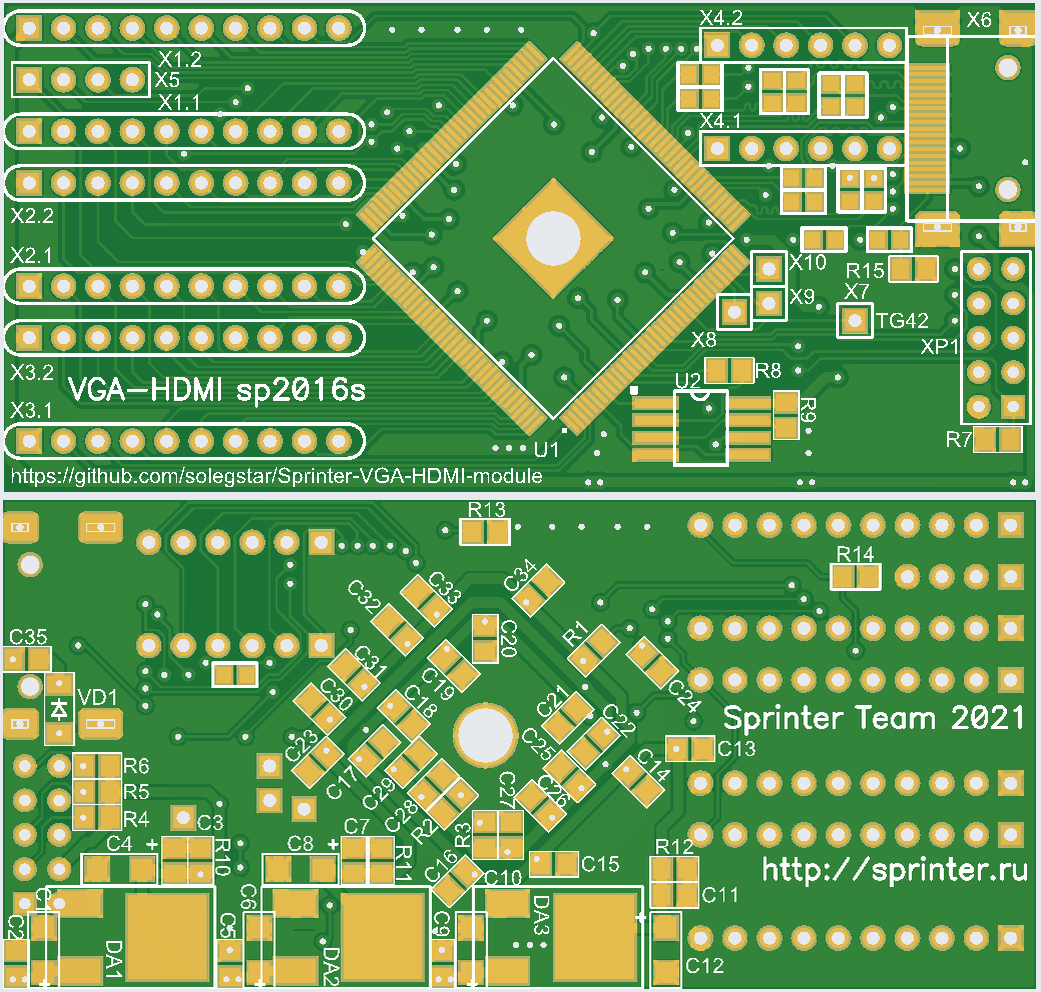 X4.2
X6
X1.2
X5
X1.1
X4.1
X2.2
X2.1
X10
R15
X7
X9
TG42
X8
XP1
X3.2
R8
U2
VGA-HDMI sp2016s
X3.1
R9
U1
R7
https://github.com/solegstar/Sprinter-VGA-HDMI-module
R13
R14
C34
C33
C32
C20
R1
C35
C31
C19
C30
C24
VD1
C18
C21
C22
Sprinter Team 2021
C23
C25
C13
R6
C17
C14
R5
C29
C27
C26
R4
C3
C28
R2
R3
C4
+
C8
+
C7
R12
R10
R11
C16
C15
http://sprinter.ru
C10
C11
C6
C2
C5
C9
DA3
+
DA1
DA2
C12
+
+
+